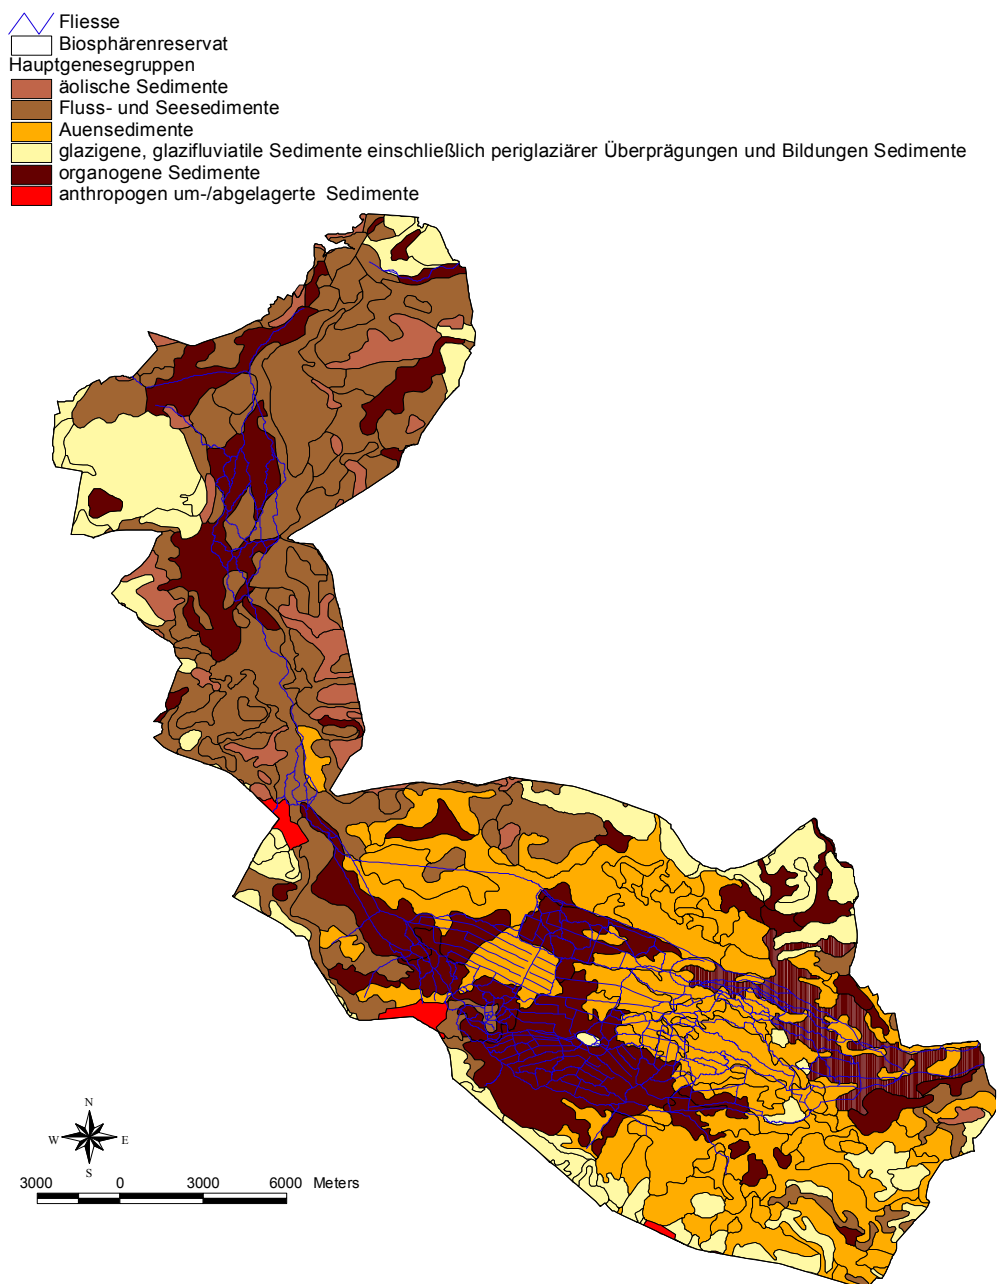 Fliesse
Biosphärenreservat
Hauptgenesegruppen
äolische Sedimente
Fluss- und Seesedimente
Auensedimente
glazigene, glazifluviatile Sedimente einschließlich periglaziärer Überprägungen und Bildungen Sedimente
organogene Sedimente
anthropogen um-/abgelagerte Sedimente
N
W E
S
3000 0 3000 6000 Meters